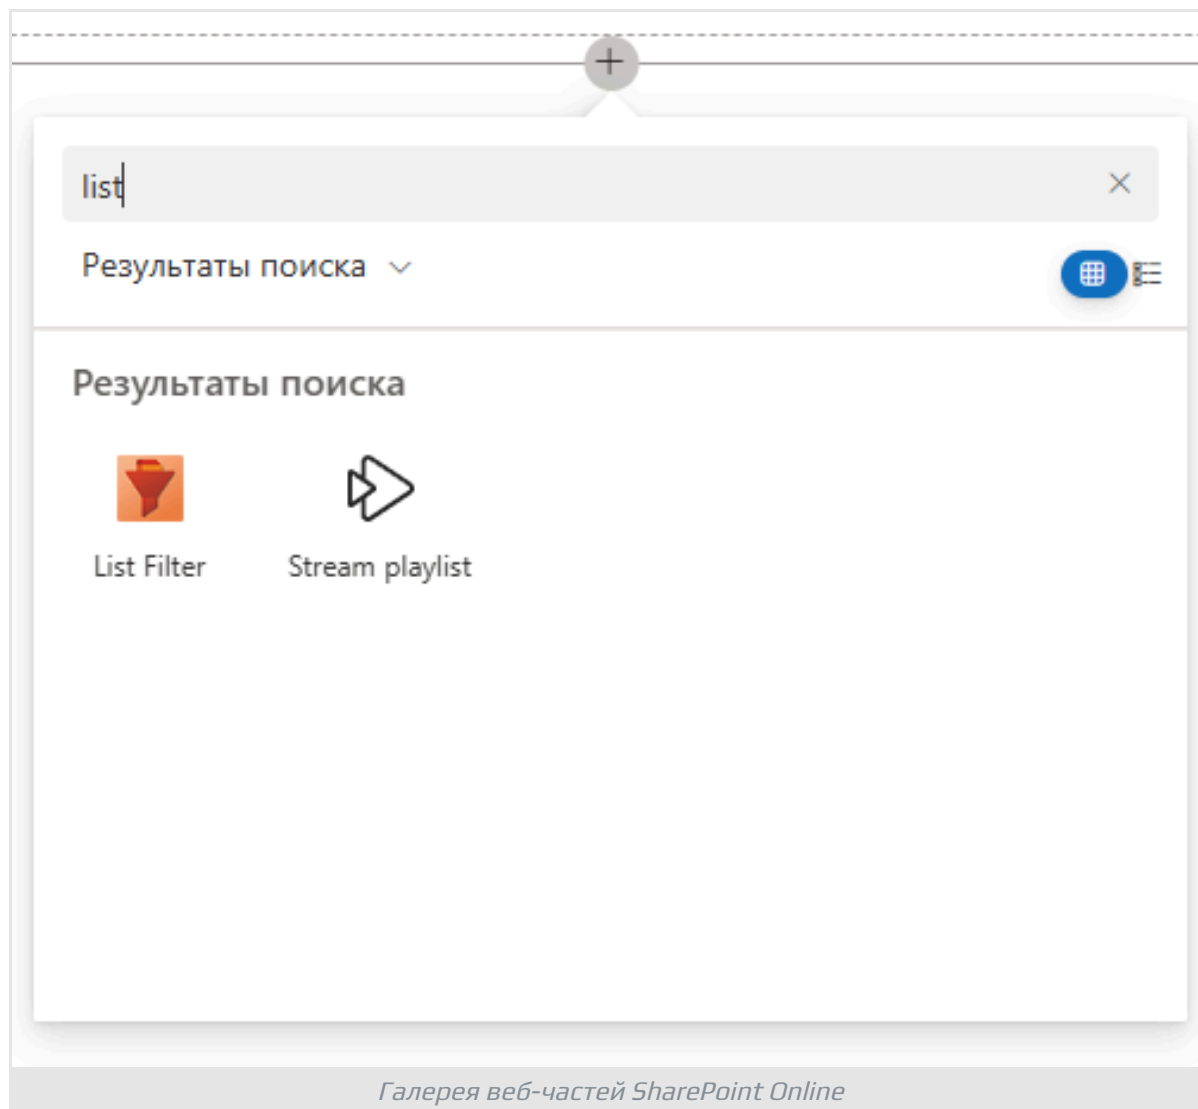 list
Результаты поиска
Результаты поиска
List Filter
Stream playlist
Галерея веб-частей SharePoint Online